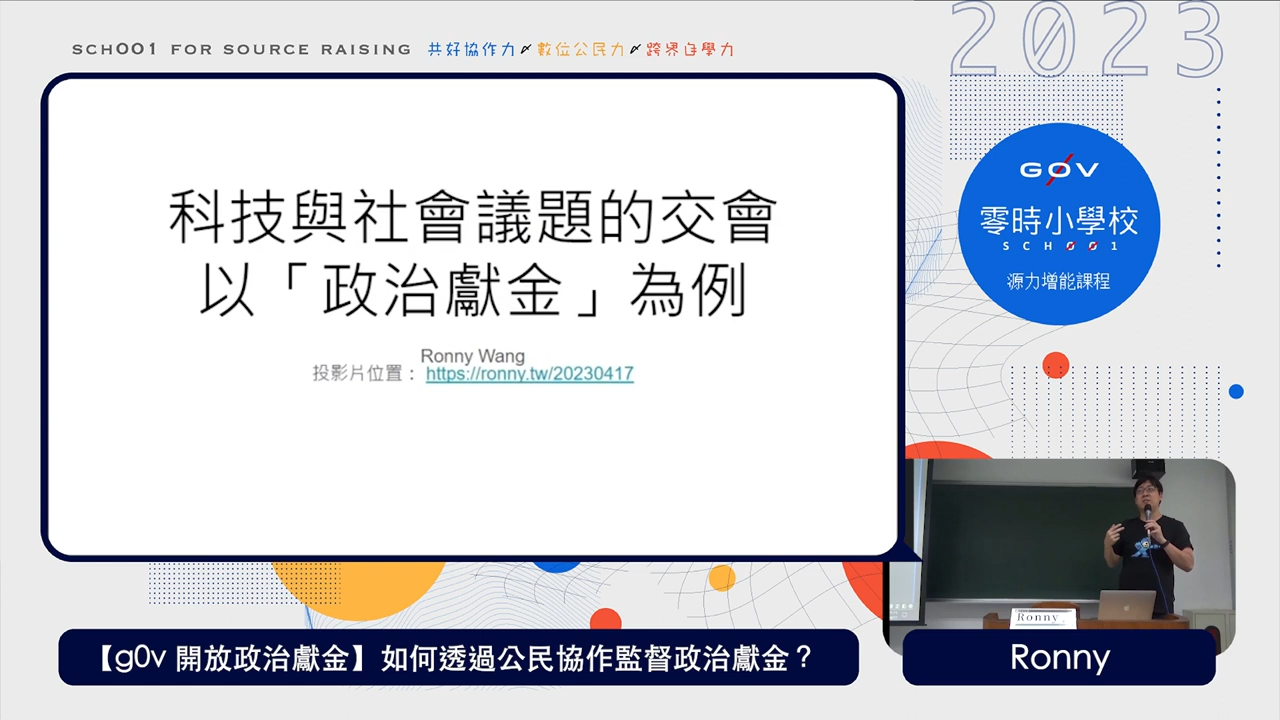 2023
SCH001 FOR SOURCE RAISING 共好協作力 數位公民力 跨界自學力
G0V
零時小學校
SCH001
源力增能課程
科技與社會議題的交會
以「政治獻金」為例
Ronny Wang
投影片位置： https://ronny.tw/20230417
Ronny
【g0v 開放政治獻金】如何透過公民協作監督政治獻金？
Ronny